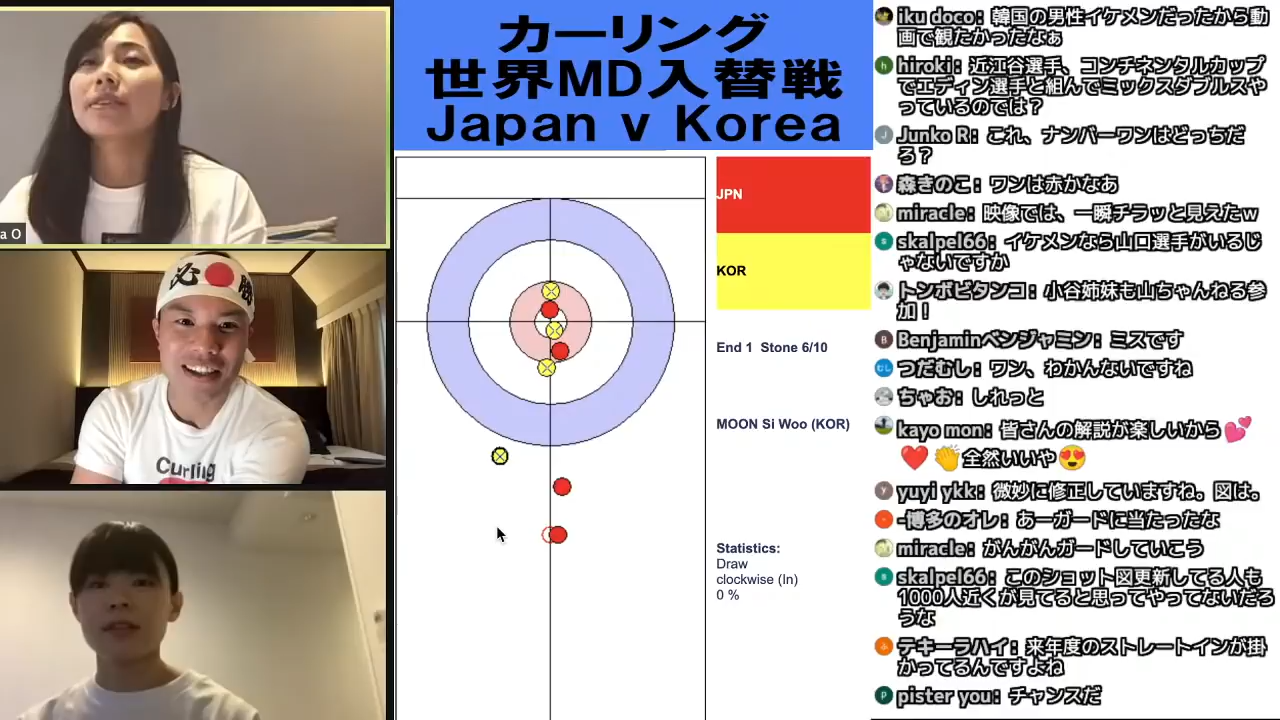 a O
必
勝
Curling
カーリング
世界MD入替戦
Japan v Korea
JPN
KOR
End 1 Stone 6/10
MOON Si Woo (KOR)
Statistics:
Draw
clockwise (In)
0 %
iku doco: 韓国の男性イケメンだったから動
画で観たかったなぁ
h
hiroki: 近江谷選手、コンチネンタルカップ
でエディン選手と組んでミックスダブルスや
っているのでは？
J
Junko R: これ、ナンバーワンはどっちだ
ろ？
森きのこ: ワンは赤かなあ
miracle: 映像では、一瞬チラッと見えたｗ
s
skalpel66: イケメンなら山口選手がいるじ
ゃないですか
トンボビタンコ: 小谷姉妹も山ちゃんねる参
加！
B
Benjaminベンジャミン: ミスです
むし
つだむし: ワン、わかんないですね
ちゃお: しれっと
kayo mon: 皆さんの解説が楽しいから💕
❤️👏全然いいや😍
y
yuyi ykk: 微妙に修正していますね。図は。
-博多のオレ: あーガードに当たったな
miracle: がんがんガードしていこう
s
skalpel66: このショット図更新してる人も
1000人近くが見てると思ってやってないだろ
うな
テキーラハイ: 来年度のストレートインが掛
かってるんですよね
p
pister you: チャンスだ